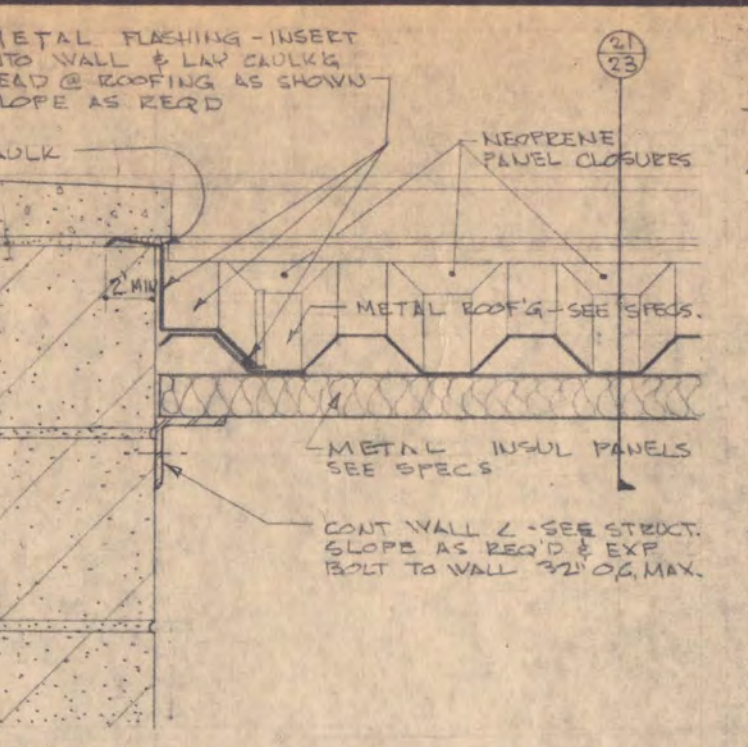 METAL FLASHING - INSERT
INTO WALL & LAY CAULK'G
BEAD @ ROOFING AS SHOWN
SLOPE AS REQD
21
23
CAULK
NEOPRENE
PANEL CLOSURES
2" MIN
METAL ROOF'G - SEE SPECS.
METAL INSUL PANELS
SEE SPECS
CONT WALL L - SEE STRUCT.
SLOPE AS REQ'D & EXP.
BOLT TO WALL 32" O.C. MAX.